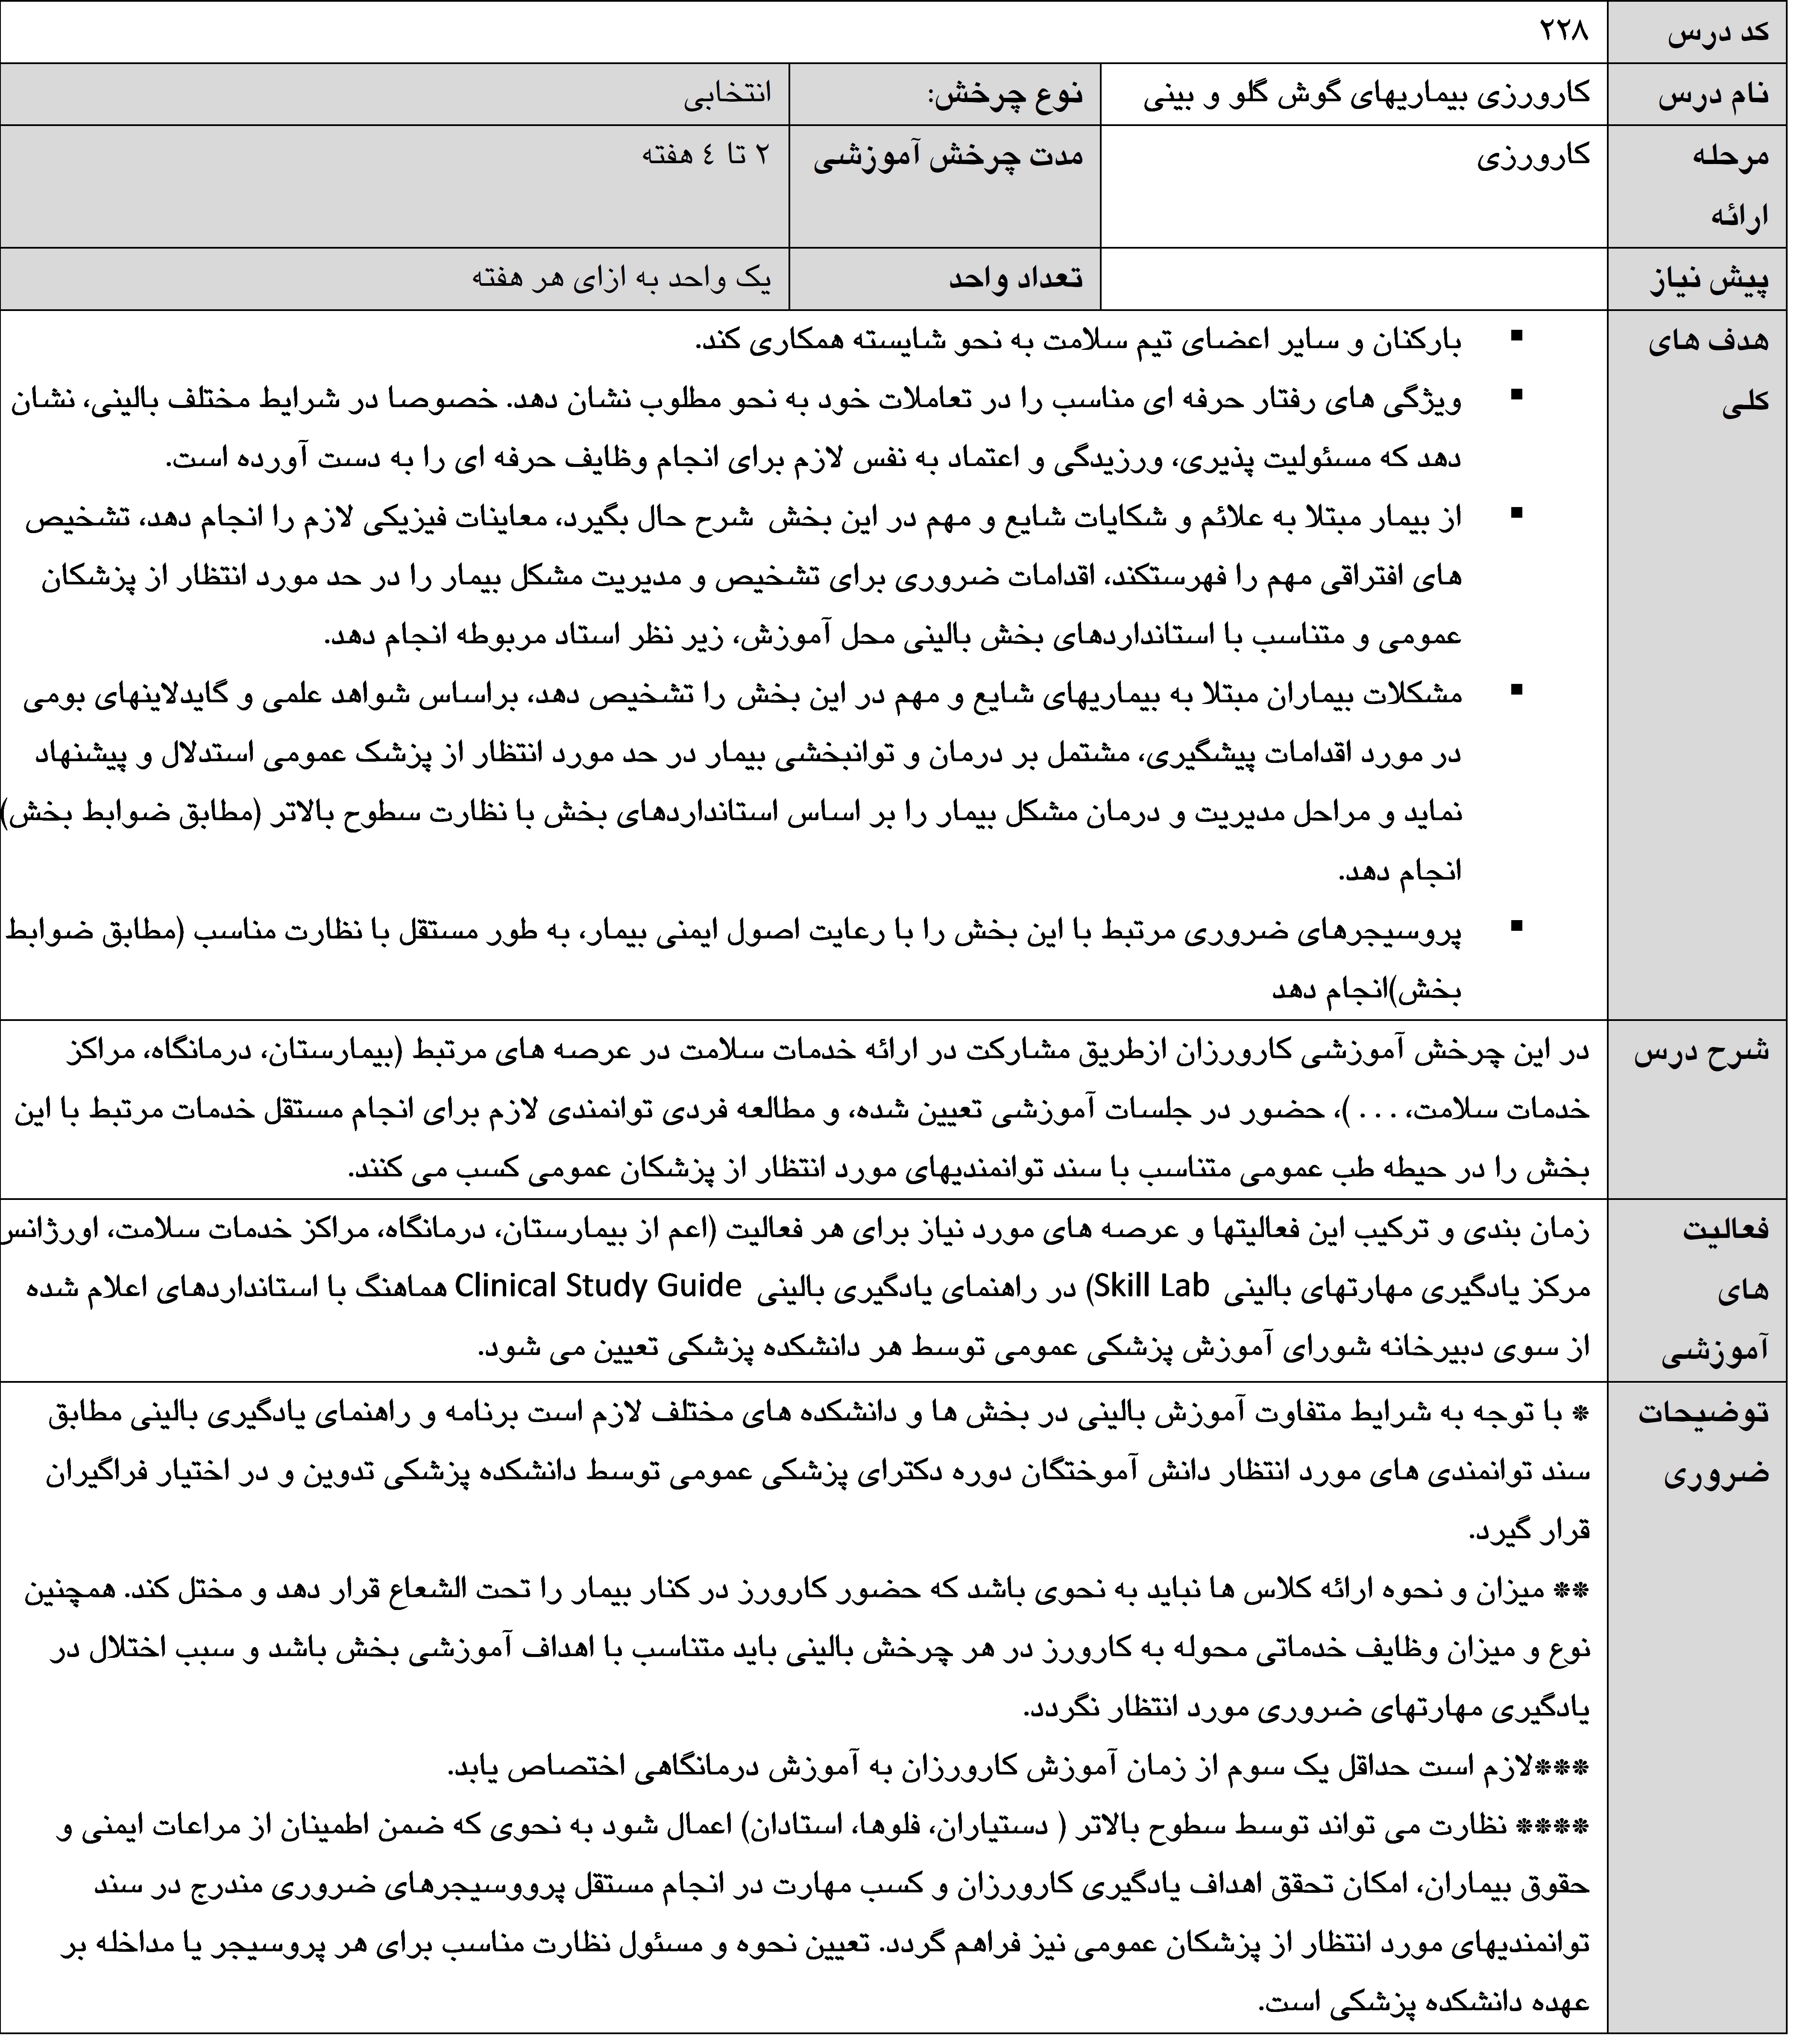 کد درس ۲۲۸
نام درس کارورزی بیماریهای گوش گلو و بینی نوع چرخش: انتخابی
مرحله کارورزی مدت چرخش آموزشی ۲ تا ٤ هفته
ارائه
پیش نیاز تعداد واحد یک واحد به ازای هر هفته
هدف های ▪ بارکنان و سایر اعضای تیم سلامت به نحو شایسته همکاری کند.
کلی ▪ ویژگی های رفتار حرفه ای مناسب را در تعاملات خود به نحو مطلوب نشان دهد. خصوصا در شرایط مختلف بالینی، نشان
دهد که مسئولیت پذیری، ورزیدگی و اعتماد به نفس لازم برای انجام وظایف حرفه ای را به دست آورده است.
▪ از بیمار مبتلا به علائم و شکایات شایع و مهم در این بخش شرح حال بگیرد، معاینات فیزیکی لازم را انجام دهد، تشخیص
های افتراقی مهم را فهرستکند، اقدامات ضروری برای تشخیص و مدیریت مشکل بیمار را در حد مورد انتظار از پزشکان
عمومی و متناسب با استانداردهای بخش بالینی محل آموزش، زیر نظر استاد مربوطه انجام دهد.
▪ مشکلات بیماران مبتلا به بیماریهای شایع و مهم در این بخش را تشخیص دهد، براساس شواهد علمی و گایدلاینهای بومی
در مورد اقدامات پیشگیری، مشتمل بر درمان و توانبخشی بیمار در حد مورد انتظار از پزشک عمومی استدلال و پیشنهاد
نماید و مراحل مدیریت و درمان مشکل بیمار را بر اساس استانداردهای بخش با نظارت سطوح بالاتر (مطابق ضوابط بخش)
انجام دهد.
▪ پروسیجرهای ضروری مرتبط با این بخش را با رعایت اصول ایمنی بیمار، به طور مستقل با نظارت مناسب (مطابق ضوابط
بخش)انجام دهد
شرح درس در این چرخش آموزشی کارورزان ازطریق مشارکت در ارائه خدمات سلامت در عرصه های مرتبط (بیمارستان، درمانگاه، مراکز
خدمات سلامت، ... )، حضور در جلسات آموزشی تعیین شده، و مطالعه فردی توانمندی لازم برای انجام مستقل خدمات مرتبط با این
بخش را در حیطه طب عمومی متناسب با سند توانمندیهای مورد انتظار از پزشکان عمومی کسب می کنند.
فعالیت زمان بندی و ترکیب این فعالیتها و عرصه های مورد نیاز برای هر فعالیت (اعم از بیمارستان، درمانگاه، مراکز خدمات سلامت، اورژانس
های مرکز یادگیری مهارتهای بالینی Skill Lab) در راهنمای یادگیری بالینی Clinical Study Guide هماهنگ با استانداردهای اعلام شده
آموزشی از سوی دبیرخانه شورای آموزش پزشکی عمومی توسط هر دانشکده پزشکی تعیین می شود.
توضیحات * با توجه به شرایط متفاوت آموزش بالینی در بخش ها و دانشکده های مختلف لازم است برنامه و راهنمای یادگیری بالینی مطابق
ضروری سند توانمندی های مورد انتظار دانش آموختگان دوره دکترای پزشکی عمومی توسط دانشکده پزشکی تدوین و در اختیار فراگیران
قرار گیرد.
** میزان و نحوه ارائه کلاس ها نباید به نحوی باشد که حضور کارورز در کنار بیمار را تحت الشعاع قرار دهد و مختل کند. همچنین
نوع و میزان وظایف خدماتی محوله به کارورز در هر چرخش بالینی باید متناسب با اهداف آموزشی بخش باشد و سبب اختلال در
یادگیری مهارتهای ضروری مورد انتظار نگردد.
***لازم است حداقل یک سوم از زمان آموزش کارورزان به آموزش درمانگاهی اختصاص یابد.
**** نظارت می تواند توسط سطوح بالاتر ( دستیاران، فلوها، استادان) اعمال شود به نحوی که ضمن اطمینان از مراعات ایمنی و
حقوق بیماران، امکان تحقق اهداف یادگیری کارورزان و کسب مهارت در انجام مستقل پرووسیجرهای ضروری مندرج در سند
توانمندیهای مورد انتظار از پزشکان عمومی نیز فراهم گردد. تعیین نحوه و مسئول نظارت مناسب برای هر پروسیجر یا مداخله بر
عهده دانشکده پزشکی است.